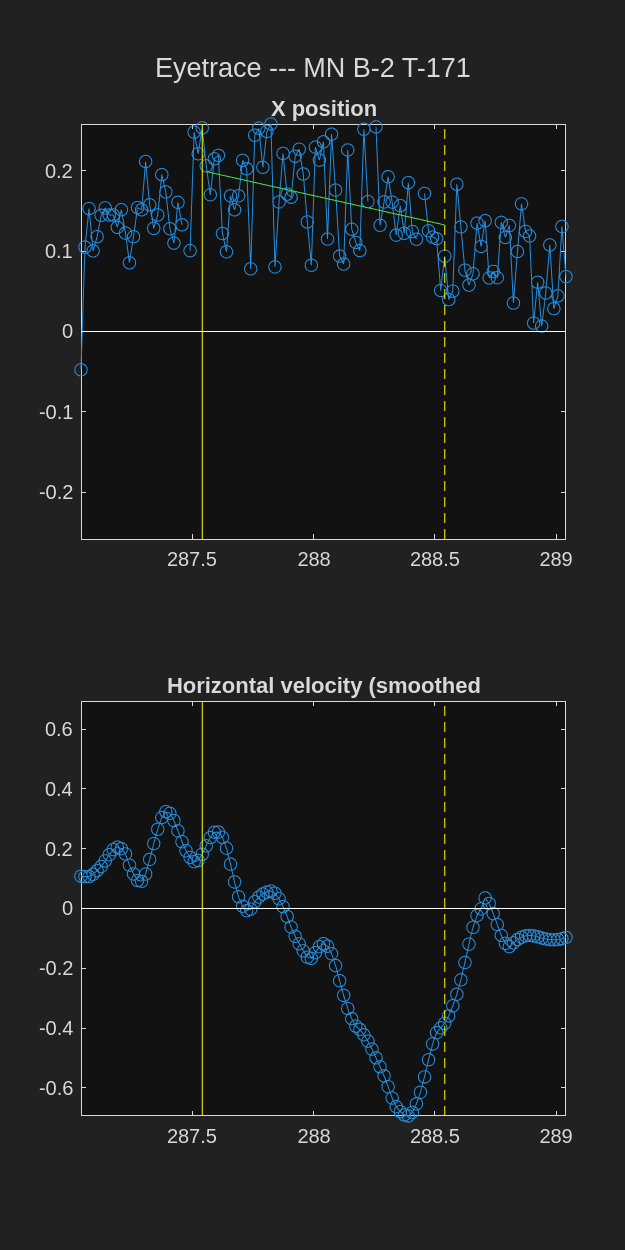 Eyetrace --- MN B-2 T-171
X position
0.2
0.1
0
-0.1
-0.2
287.5 288 288.5 289
Horizontal velocity (smoothed
0.6
0.4
0.2
0
-0.2
-0.4
-0.6
287.5 288 288.5 289